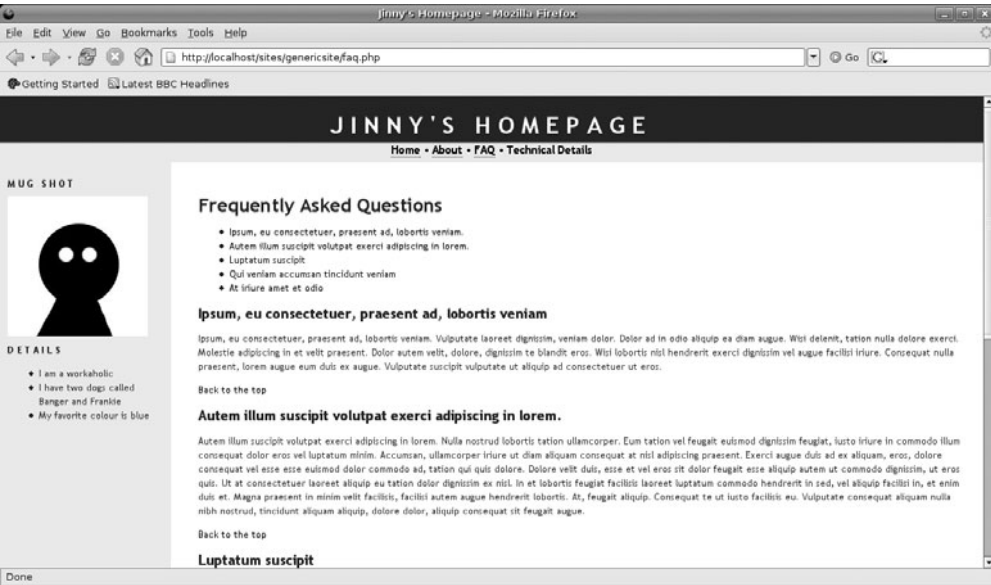 Jinny's Homepage - Mozilla Firefox
File Edit View Go Bookmarks Tools Help
http://localhost/sites/genericsite/faq.php
Go
G
Getting Started Latest BBC Headlines
JINNY'S HOMEPAGE
Home • About • FAQ • Technical Details
MUG SHOT
DETAILS
I am a workaholic
I have two dogs called
Banger and Frankie
My favorite colour is blue
Frequently Asked Questions
Ipsum, eu consectetuer, praesent ad, lobortis veniam.
Autem illum suscipit volutpat exerci adipiscing in lorem.
Luptatum suscipit
Qui veniam accumsan tincidunt veniam
At iriure amet et odio
Ipsum, eu consectetuer, praesent ad, lobortis veniam
Ipsum, eu consectetuer, praesent ad, lobortis veniam. Vulputate laoreet dignissim, veniam dolor. Dolor ad in odio aliquip ea diam augue. Wisi delenit, tation nulla dolore exerci.
Molestie adipiscing in et velit praesent. Dolor autem velit, dolore, dignissim te blandit eros. Wisi lobortis nisl hendrerit exerci dignissim vel augue facilisi iriure. Consequat nulla
praesent, lorem augue eum duis ex augue. Vulputate suscipit vulputate ut aliquip ad consectetuer ut eros.
Back to the top
Autem illum suscipit volutpat exerci adipiscing in lorem.
Autem illum suscipit volutpat exerci adipiscing in lorem. Nulla nostrud lobortis tation ullamcorper. Eum tation vel feugait euismod dignissim feugiat, iusto iriure in commodo illum
consequat dolor eros vel luptatum minim. Accumsan, ullamcorper iriure ut diam aliquam consequat at nisl adipiscing praesent. Exerci augue duis ad ex aliquam, eros, dolore
consequat vel esse esse euismod dolor commodo ad, tation qui quis dolore. Dolore velit duis, esse et vel eros sit dolor feugait esse aliquip autem ut commodo dignissim, ut eros
quis. Ut at consectetuer laoreet aliquip eu tation dolor dignissim ex nisl. In et lobortis feugiat facilisis laoreet luptatum commodo hendrerit in sed, vel aliquip facilisi in, et enim
duis et. Magna praesent in minim velit facilisis, facilisi autem augue hendrerit lobortis. At, feugait aliquip. Consequat te ut iusto facilisis eu. Vulputate consequat aliquam nulla
nibh nostrud, tincidunt aliquam aliquip, dolore dolor, aliquip consequat sit feugait augue.
Back to the top
Luptatum suscipit
Done